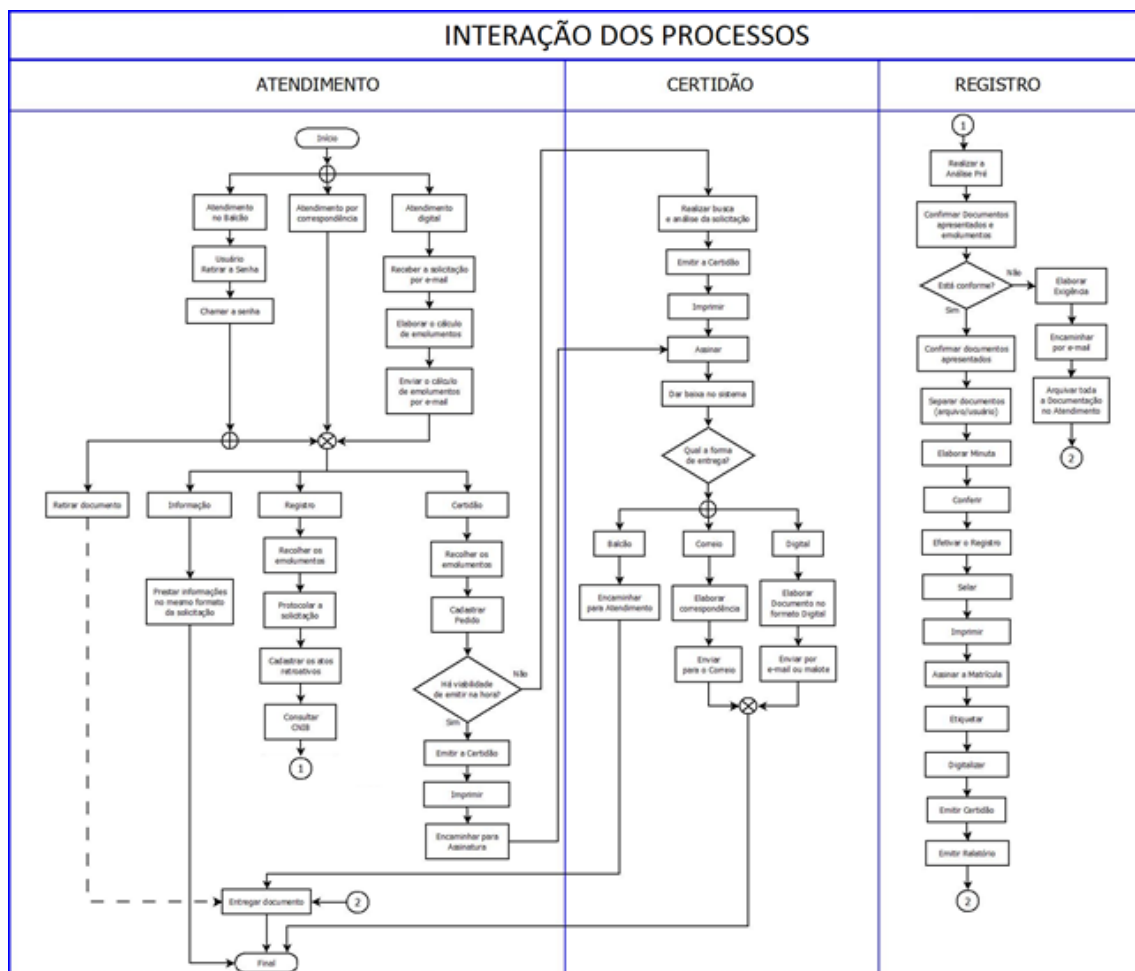 INTERAÇÃO DOS PROCESSOS
ATENDIMENTO
CERTIDÃO
REGISTRO
Início
Atendimento
no Balcão
Atendimento por
correspondência
Atendimento
digital
Usuário
Retirar a Senha
Receber a solicitação
por e-mail
Chamar a senha
Elaborar o cálculo
de emolumentos
Enviar o cálculo
de emolumentos
por e-mail
Retirar documento
Informação
Registro
Certidão
Prestar informações
no mesmo formato
da solicitação
Recolher os
emolumentos
Protocolar a
solicitação
Cadastrar os atos
retroativos
Consultar
CNIB
1
Recolher os
emolumentos
Cadastrar
Pedido
Há viabilidade
de emitir na hora?
Não
Sim
Emitir a Certidão
Imprimir
Encaminhar para
Assinatura
Entregar documento
2
Final
Realizar busca
e análise da solicitação
Emitir a Certidão
Imprimir
Assinar
Dar baixa no sistema
Qual a forma
de entreça?
Balcão
Correio
Digital
Encaminhar
para Atendimento
Elaborar
correspondência
Elaborar
Documento no
formato Digital
Enviar
para o Correio
Enviar por
e-mail ou malote
1
Realizar a
Análise Pré
Confirmar Documentos
apresentados e
emolumentos
Está conforme?
Não
Sim
Elaborar
Exigência
Encaminhar
por e-mail
Arquivar toda
a Documentação
no Atendimento
2
Confirmar documentos
apresentados
Separar documentos
(arquivo/usuário)
Elaborar Minuta
Conferir
Efetivar o Registro
Selar
Imprimir
Assinar a Matrícula
Etiquetar
Digitalizar
Emitir Certidão
Emitir Relatório
2